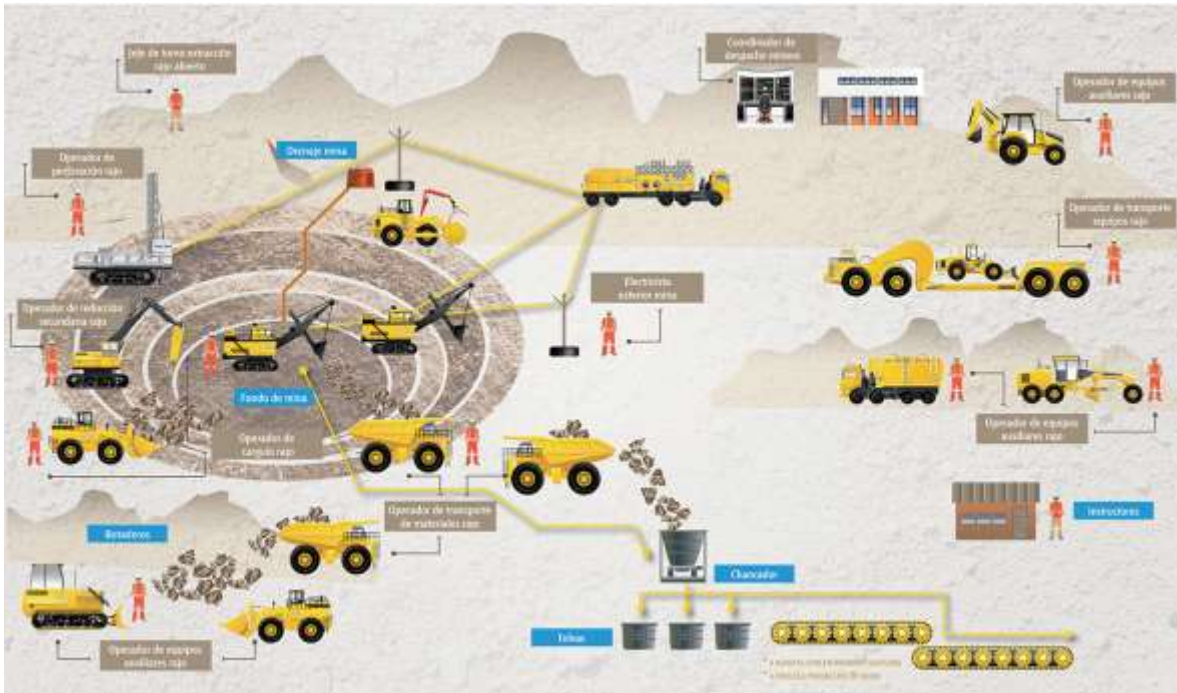 Jefe de turno extracción
rajo abierto
Coordinador de
despacho minero
Operador de equipos
auxiliares rajo
Drenaje mina
Operador de
perforación rajo
Operador de transporte
equipos rajo
Electricista
exterior mina
Operador de reducción
secundaria rajo
Fondo de mina
Operador de
carguío rajo
Operador de equipos
auxiliares rajo
Operador de transporte
de materiales rajo
Instructores
Botaderos
Chancador
Tolvas
Operador de equipos
auxiliares rajo